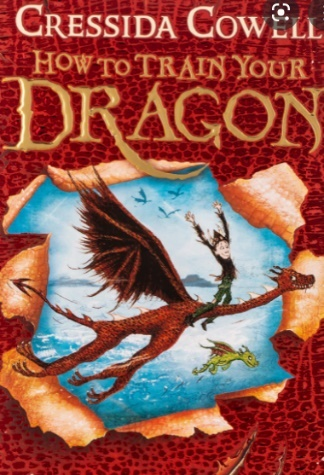 CRESSIDA COWELL
HOW TO TRAIN YOUR
DRAGON